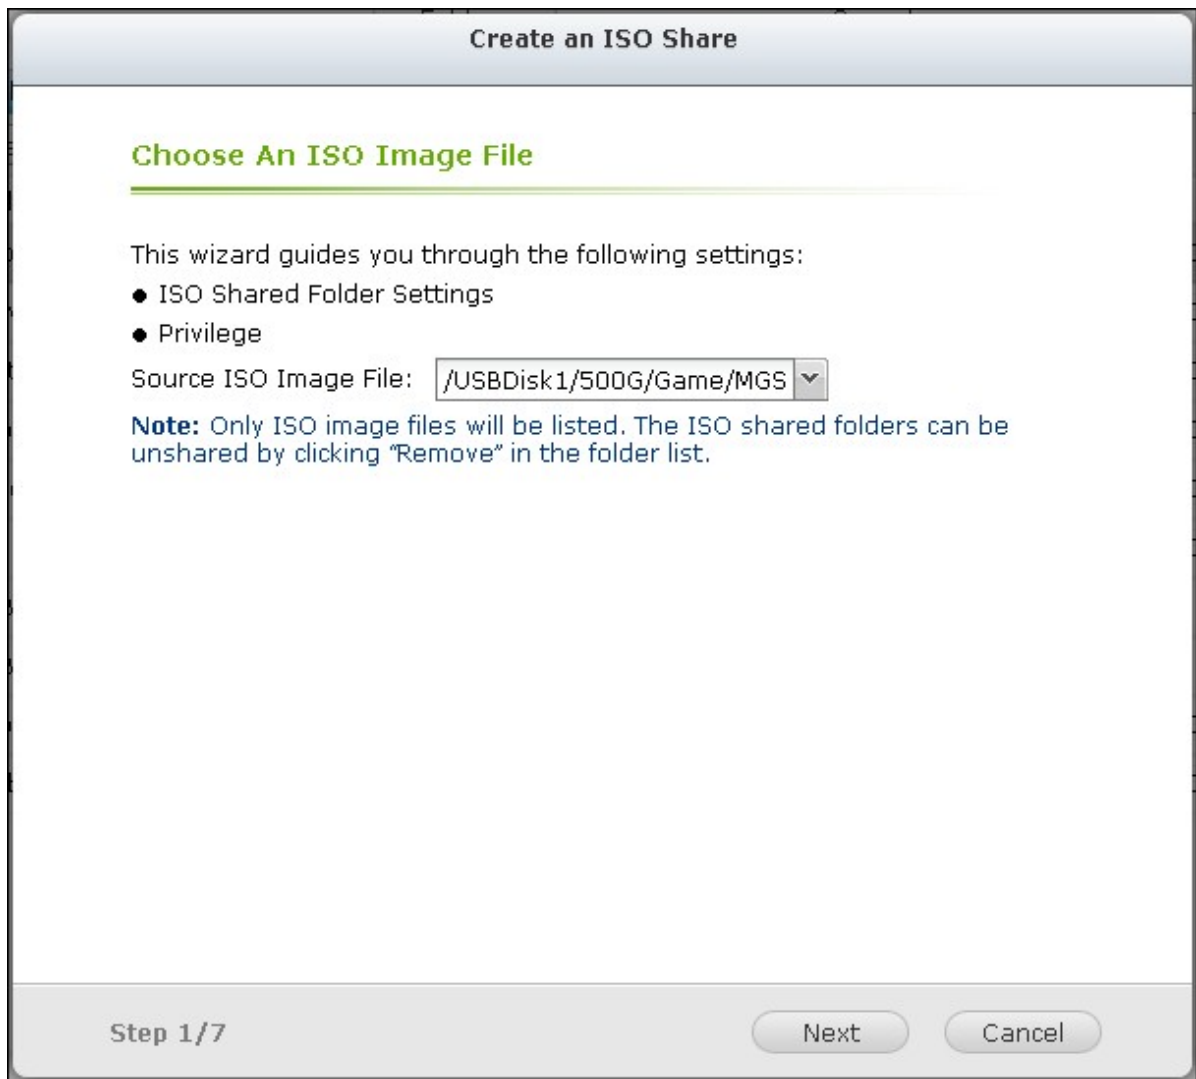 Create an ISO Share
Choose An ISO Image File
This wizard guides you through the following settings:
● ISO Shared Folder Settings
● Privilege
Source ISO Image File: /USBDisk1/500G/Game/MGS
Note: Only ISO image files will be listed. The ISO shared folders can be
unshared by clicking “Remove” in the folder list.
Step 1/7 Next Cancel